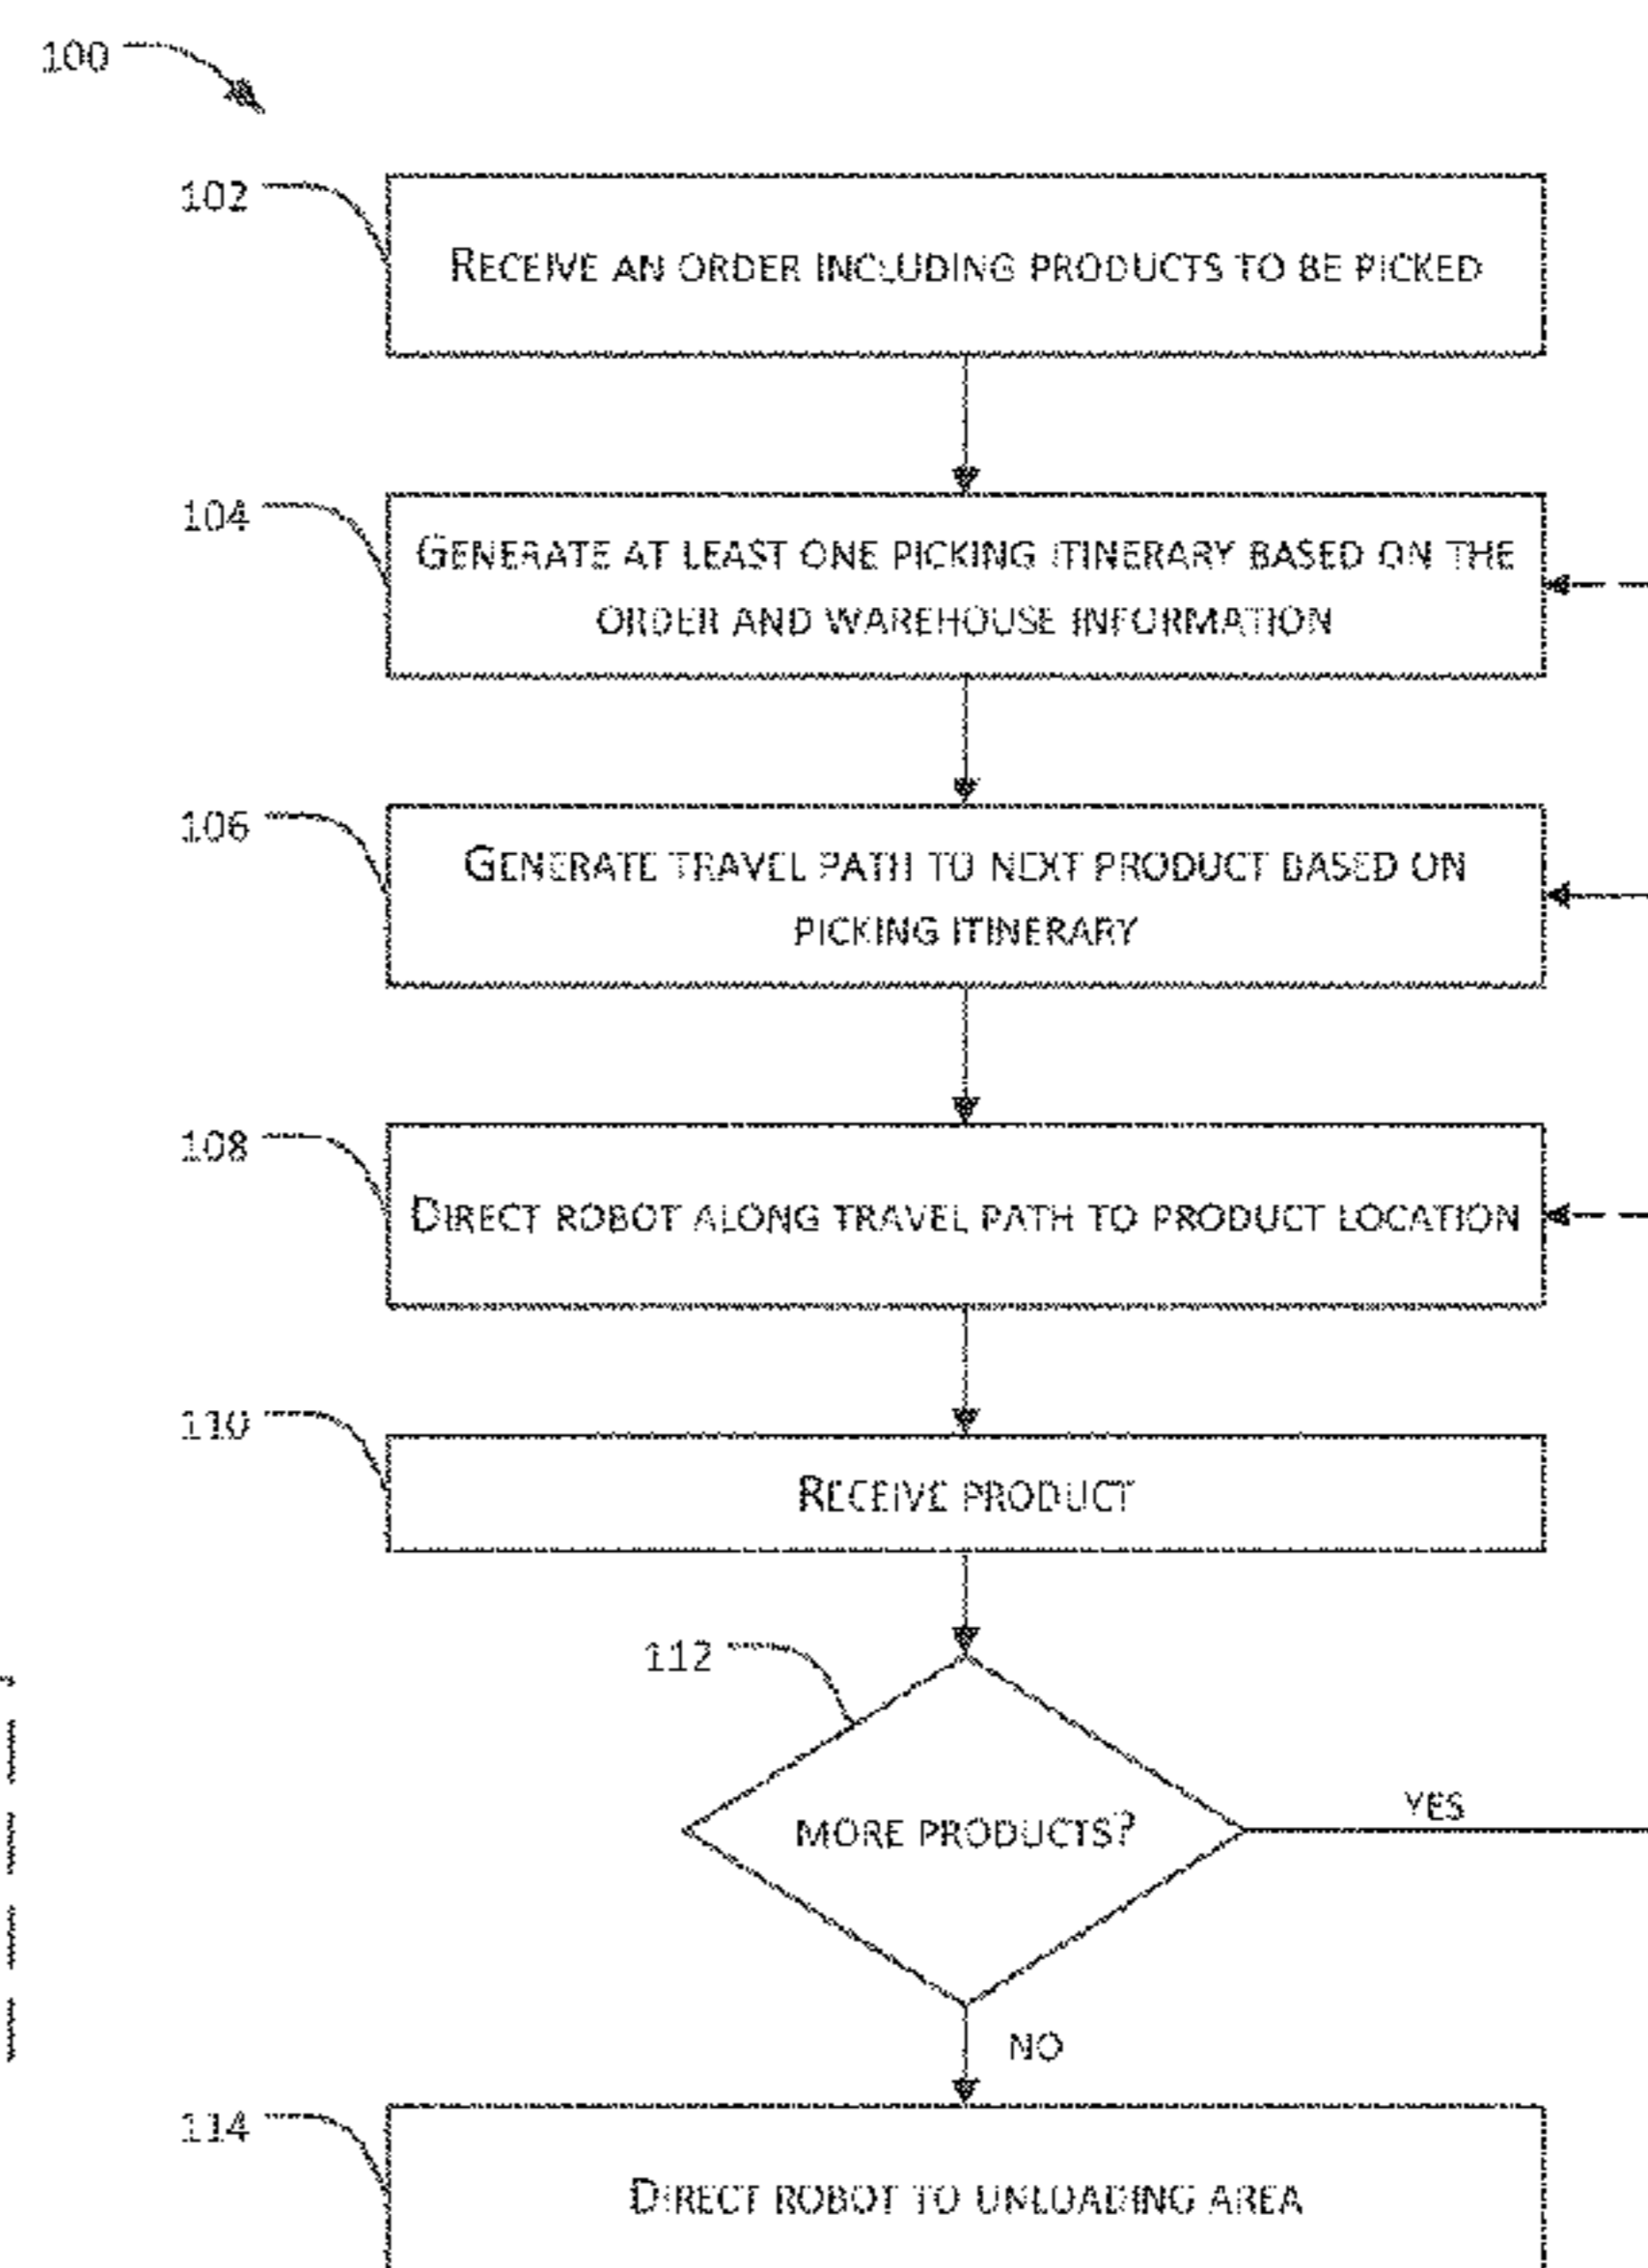 100
102
RECEIVE AN ORDER INCLUDING PRODUCTS TO BE PICKED
104
GENERATE AT LEAST ONE PICKING ITINERARY BASED ON THE
ORDER AND WAREHOUSE INFORMATION
106
GENERATE TRAVEL PATH TO NEXT PRODUCT BASED ON
PICKING ITINERARY
108
DIRECT ROBOT ALONG TRAVEL PATH TO PRODUCT LOCATION
110
RECEIVE PRODUCT
112
MORE PRODUCTS?
YES
NO
114
DIRECT ROBOT TO UNLOADING AREA